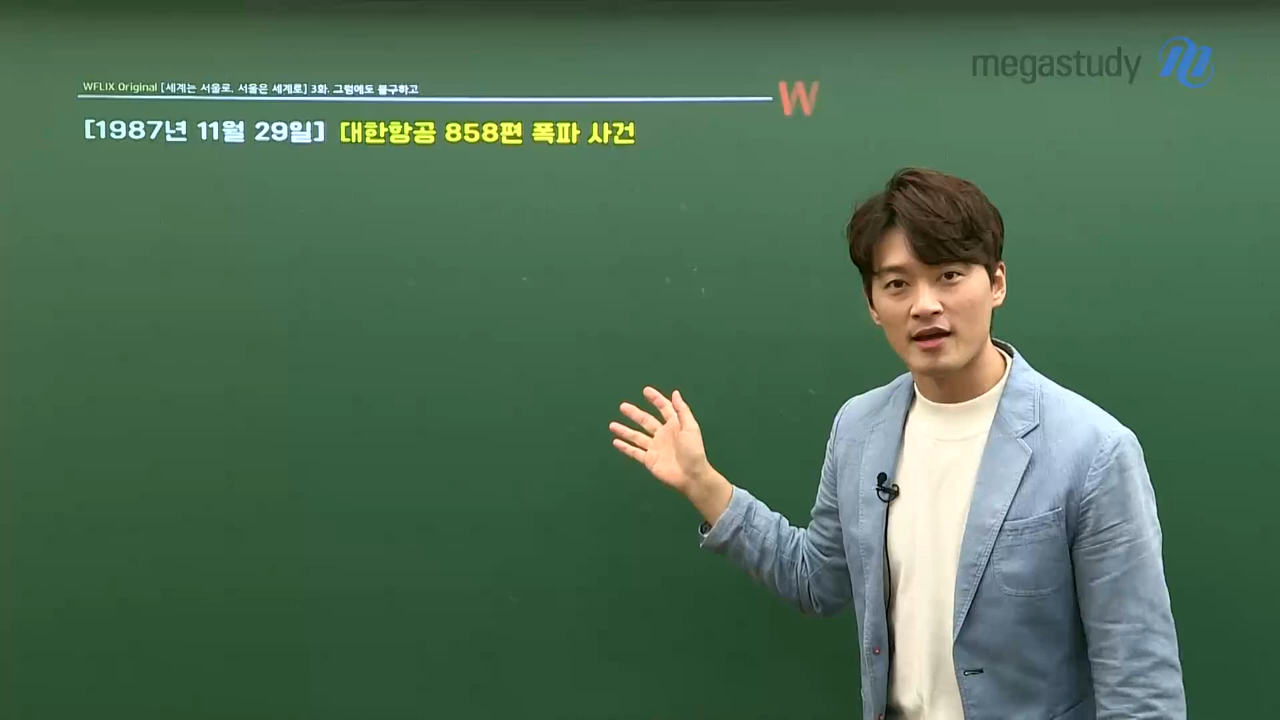 megastudy
WFLIX Original [세계는 서울로, 서울은 세계로] 3화. 그럼에도 불구하고
W
[1987년 11월 29일] 대한항공 858편 폭파 사건